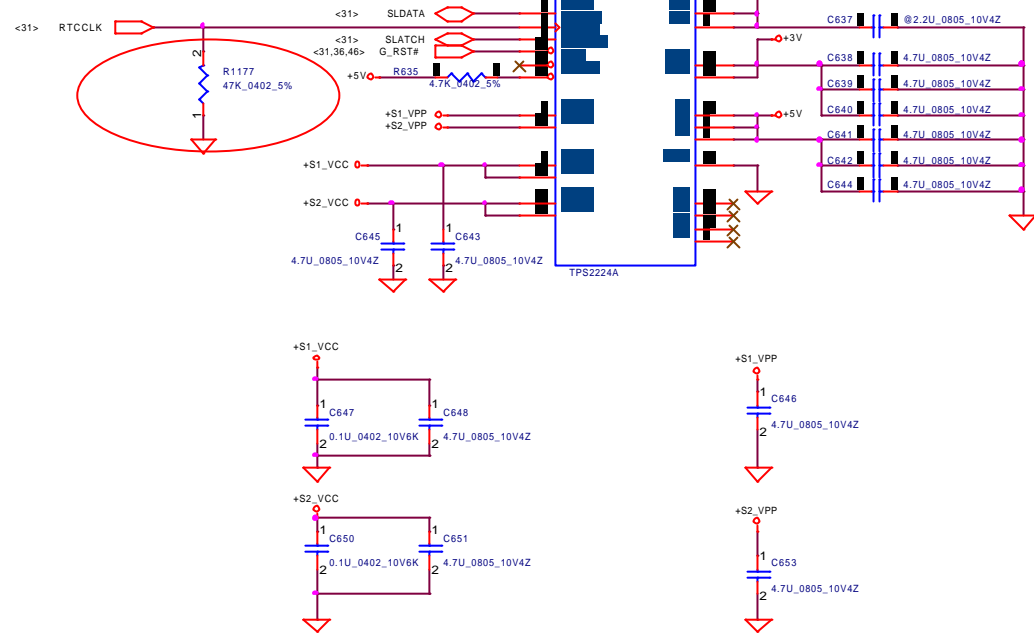 <31> SLDATA
C637 @2.2U_0805_10V4Z
<31> RTCCLK
<31> SLATCH
+3V
<31,36,46> G_RST#
C638 4.7U_0805_10V4Z
2
R1177
+5V R635
47K_0402_5%
4.7K_0402_5%
C639 4.7U_0805_10V4Z
1
+S1_VPP
C640 4.7U_0805_10V4Z
+5V
+S2_VPP
C641 4.7U_0805_10V4Z
+S1_VCC
C642 4.7U_0805_10V4Z
C644 4.7U_0805_10V4Z
+S2_VCC
1 1
C645 C643
4.7U_0805_10V4Z 4.7U_0805_10V4Z
2 2
TPS2224A
+S1_VCC
+S1_VPP
1 1
C647 C648
0.1U_0402_10V6K 4.7U_0805_10V4Z
2 2
1
C646
4.7U_0805_10V4Z
2
+S2_VCC
+S2_VPP
1 1
C650 C651
0.1U_0402_10V6K 4.7U_0805_10V4Z
2 2
1
C653
4.7U_0805_10V4Z
2